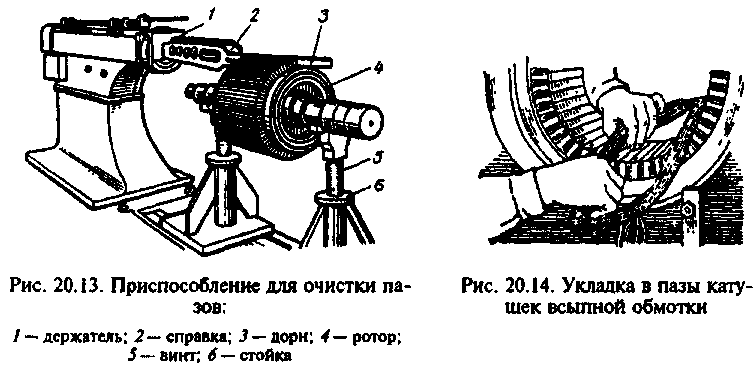 1
2
3
4
5
6
Рис. 20.13. Приспособление для очистки па-
зов:
1 — держатель; 2 — справка; 3 — дорн; 4 — ротор;
5 — винт; 6 — стойка
Рис. 20.14. Укладка в пазы кату-
шек всыпной обмотки